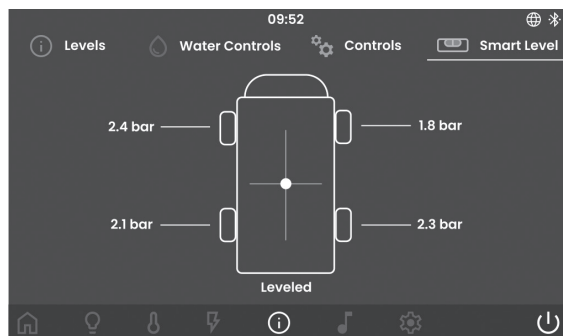 09:52
Levels Water Controls Controls Smart Level
2.4 bar 1.8 bar
2.1 bar 2.3 bar
Leveled